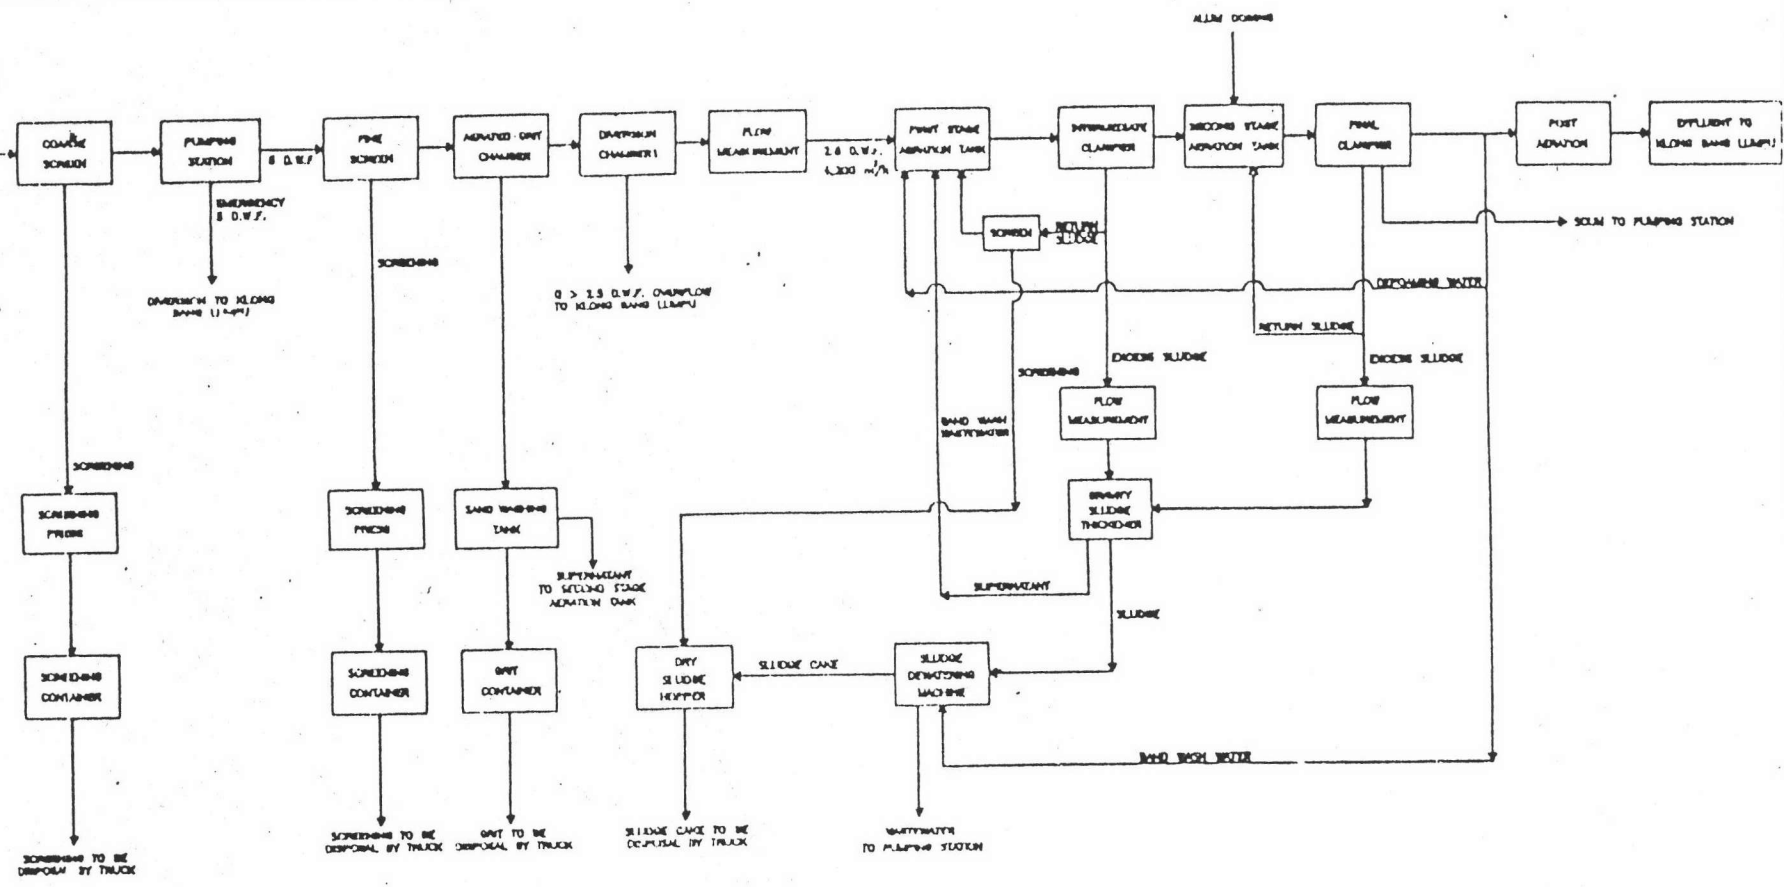 ALUM DOSING
COARSE
SCREEN
PUMPING
STATION
5 D.W.F
FINE
SCREEN
AERATED GRIT
CHAMBER
DIVERSION
CHAMBER 1
FLOW
MEASUREMENT
2.5 D.W.F.
FIRST STAGE
AERATION TANK
INTERMEDIATE
CLARIFIER
SECOND STAGE
AERATION TANK
FINAL
CLARIFIER
POST
AERATION
EFFLUENT TO
KLONG BANG LUMPU
EMERGENCY
5 D.W.F.
DIVERSION TO KLONG
BANG LUMPU
SCREENING
Q > 2.5 D.W.F. OVERFLOW
TO KLONG BANG LUMPU
SCREEN
RETURN
SLUDGE
SCUM TO PUMPING STATION
DEFOAMING WATER
RETURN SLUDGE
EXCESS SLUDGE
EXCESS SLUDGE
SCREENING
BAND WASH
WASTEWATER
FLOW
MEASUREMENT
FLOW
MEASUREMENT
SCREENING
SCREENING
PRESS
SCREENING
PRESS
SAND WASHING
TANK
GRAVITY
SLUDGE
THICKENER
SUPERNATANT
TO SECOND STAGE
AERATION TANK
SUPERNATANT
SLUDGE
SCREENING
CONTAINER
SCREENING
CONTAINER
GRIT
CONTAINER
DRY
SLUDGE
HOPPER
SLUDGE CAKE
SLUDGE
DEWATERING
MACHINE
BAND WASH WATER
SCREENING TO BE
DISPOSAL BY TRUCK
SCREENING TO BE
DISPOSAL BY TRUCK
GRIT TO BE
DISPOSAL BY TRUCK
SLUDGE CAKE TO BE
DISPOSAL BY TRUCK
WASTEWATER
TO PUMPING STATION